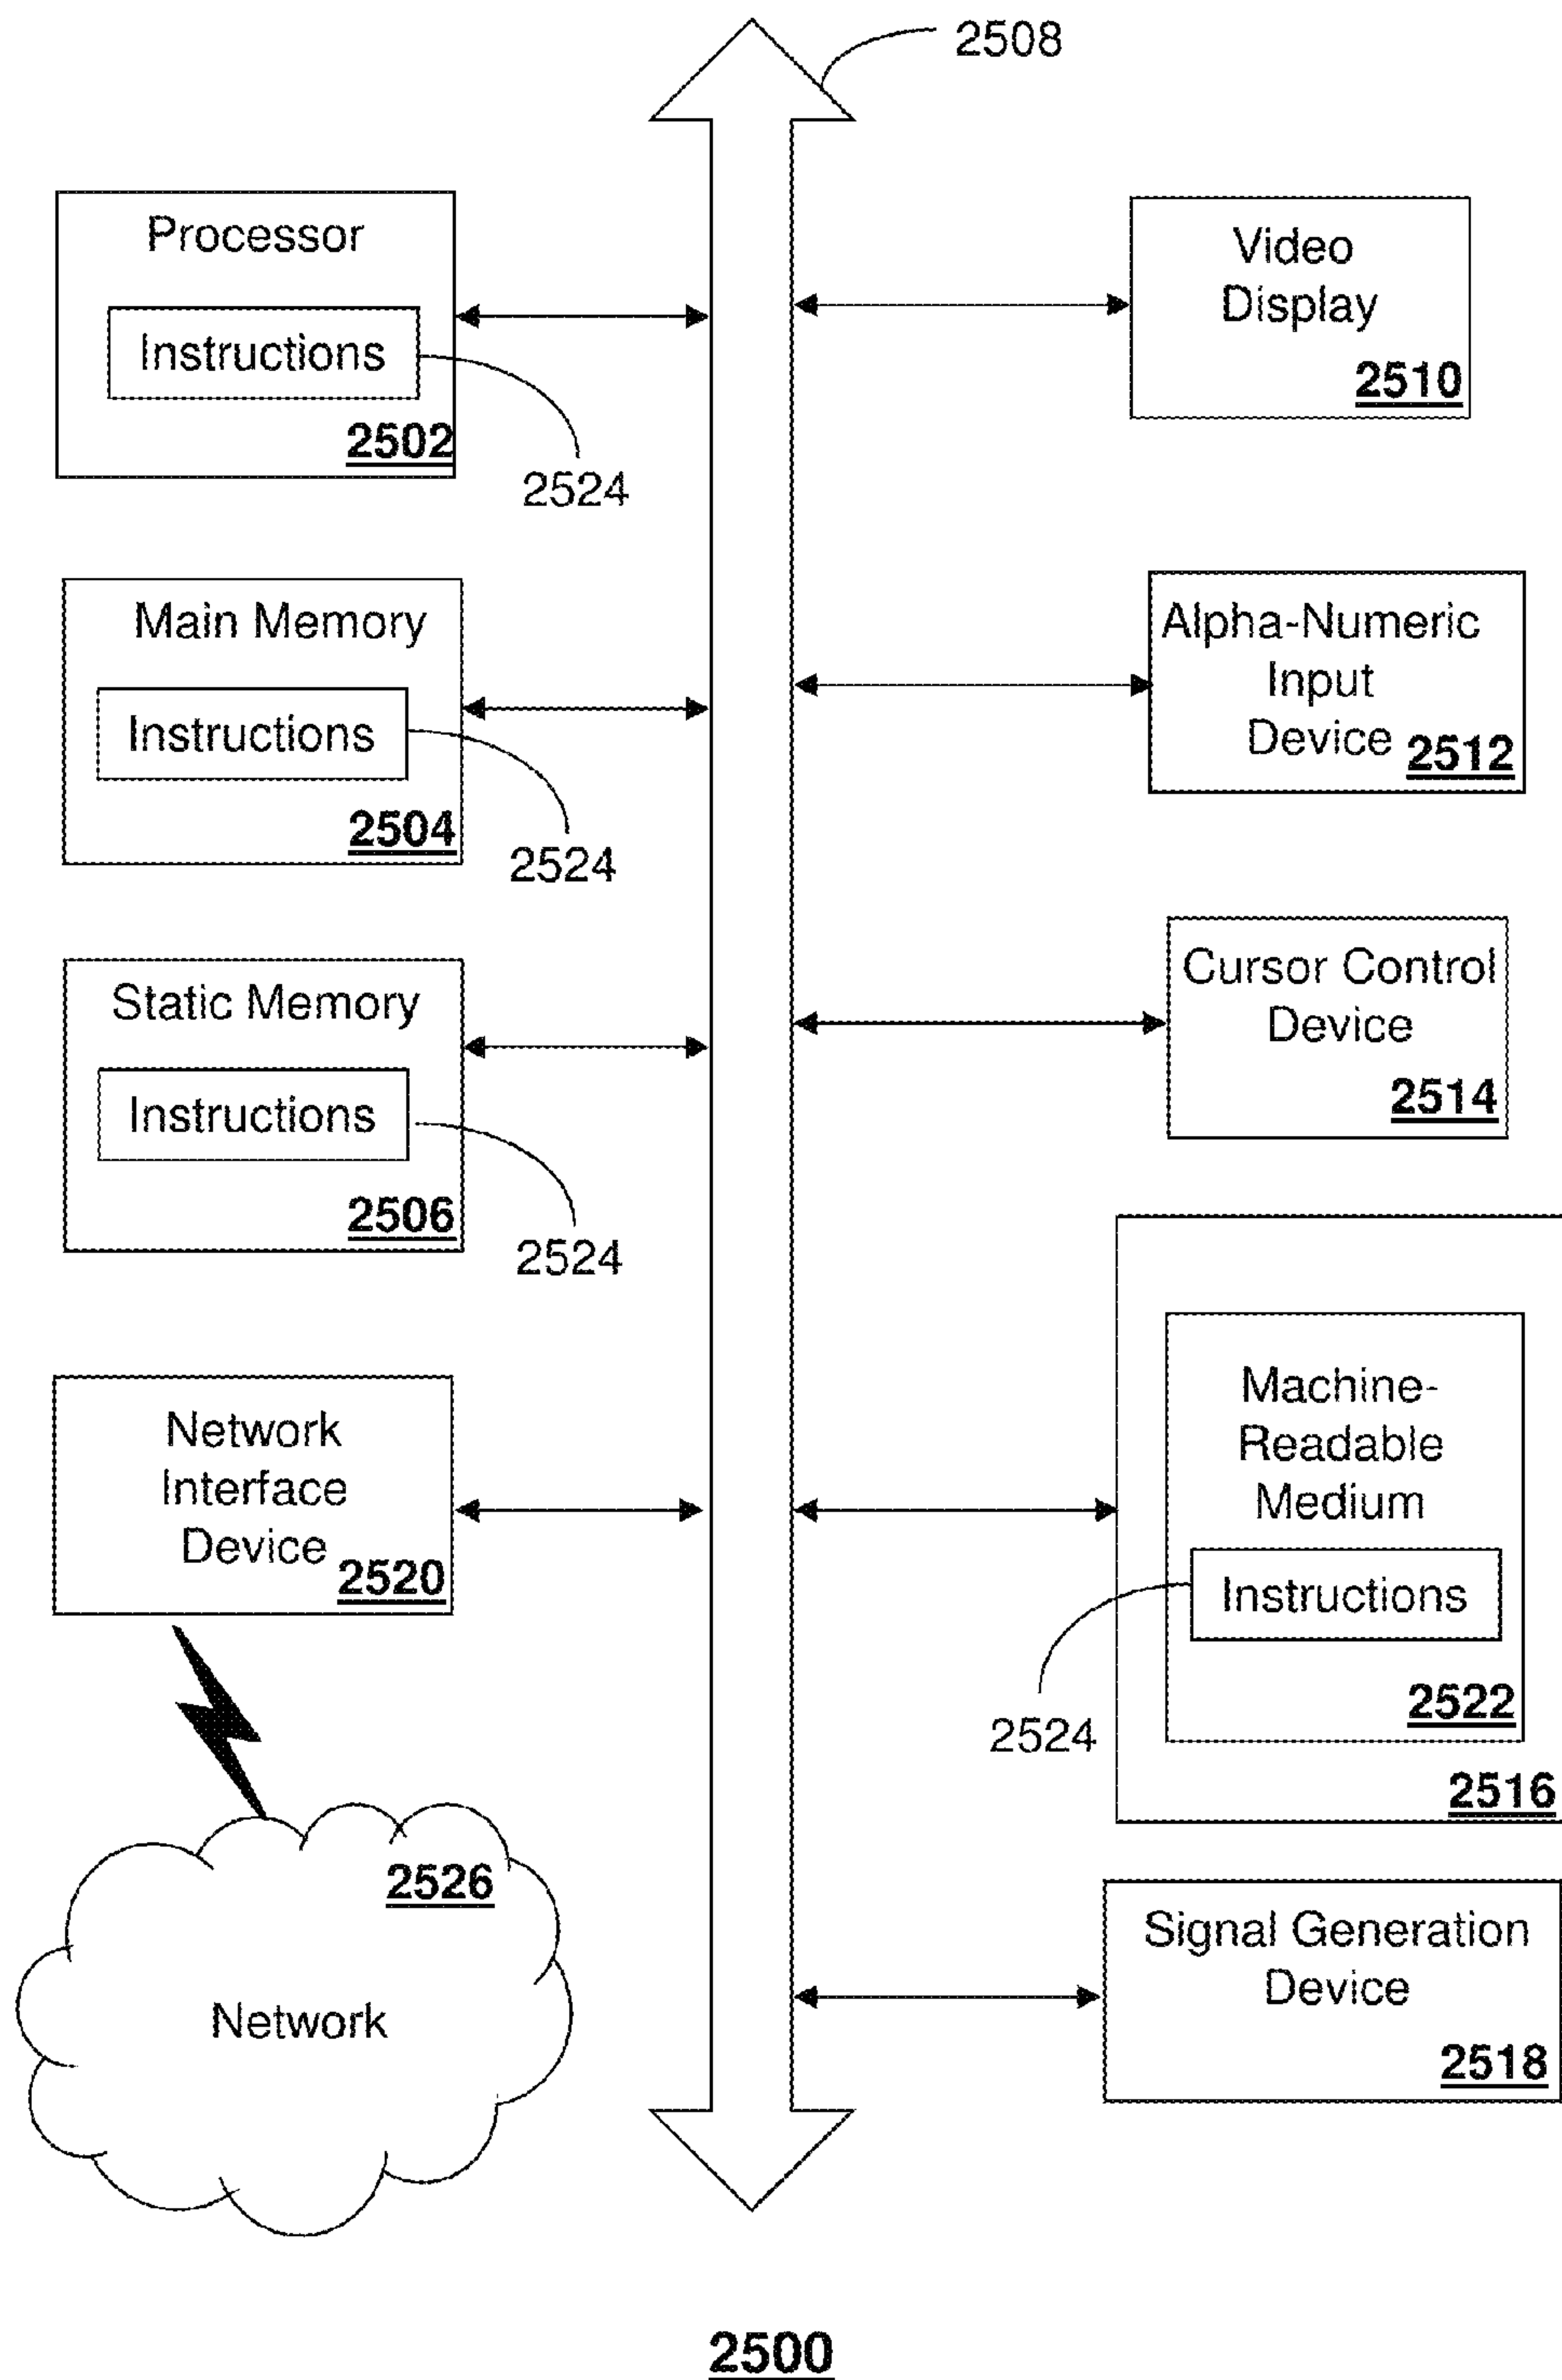 2508
Processor
Instructions
2502
2524
Video
Display
2510
Main Memory
Instructions
2504
2524
Alpha-Numeric
Input
Device 2512
Static Memory
Instructions
2506
2524
Cursor Control
Device
2514
Network
Interface
Device 2520
Machine-
Readable
Medium
Instructions
2522
2524
2516
2526
Network
Signal Generation
Device
2518
2500